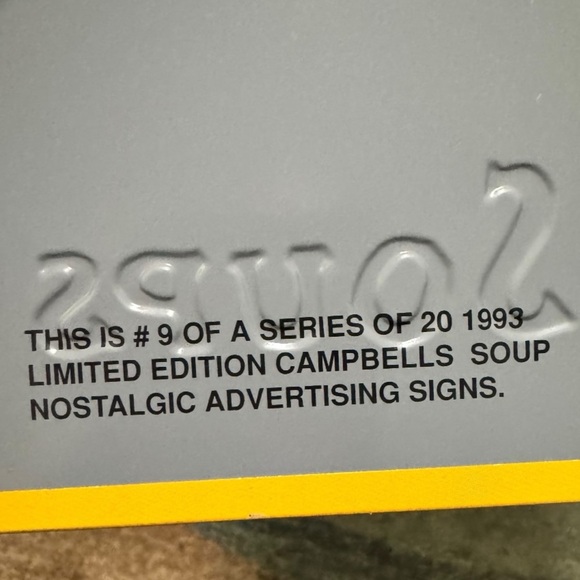 Soups
THIS IS # 9 OF A SERIES OF 20 1993
LIMITED EDITION CAMPBELLS SOUP
NOSTALGIC ADVERTISING SIGNS.